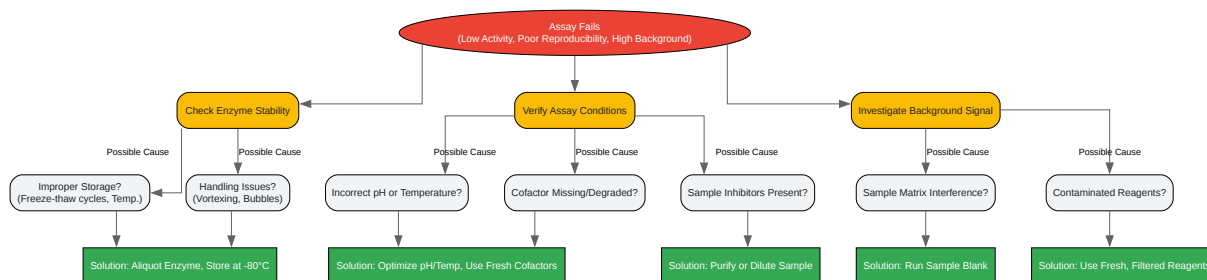 Assay Fails
(Low Activity, Poor Reproducibility, High Background)
Check Enzyme Stability
Verify Assay Conditions
Investigate Background Signal
Possible Cause
Possible Cause
Possible Cause
Possible Cause
Possible Cause
Possible Cause
Possible Cause
Improper Storage?
(Freeze-thaw cycles, Temp.)
Handling Issues?
(Vortexing, Bubbles)
Incorrect pH or Temperature?
Cofactor Missing/Degraded?
Sample Inhibitors Present?
Sample Matrix Interference?
Contaminated Reagents?
Solution: Aliquot Enzyme, Store at -80°C
Solution: Optimize pH/Temp, Use Fresh Cofactors
Solution: Purify or Dilute Sample
Solution: Run Sample Blank
Solution: Use Fresh, Filtered Reagents